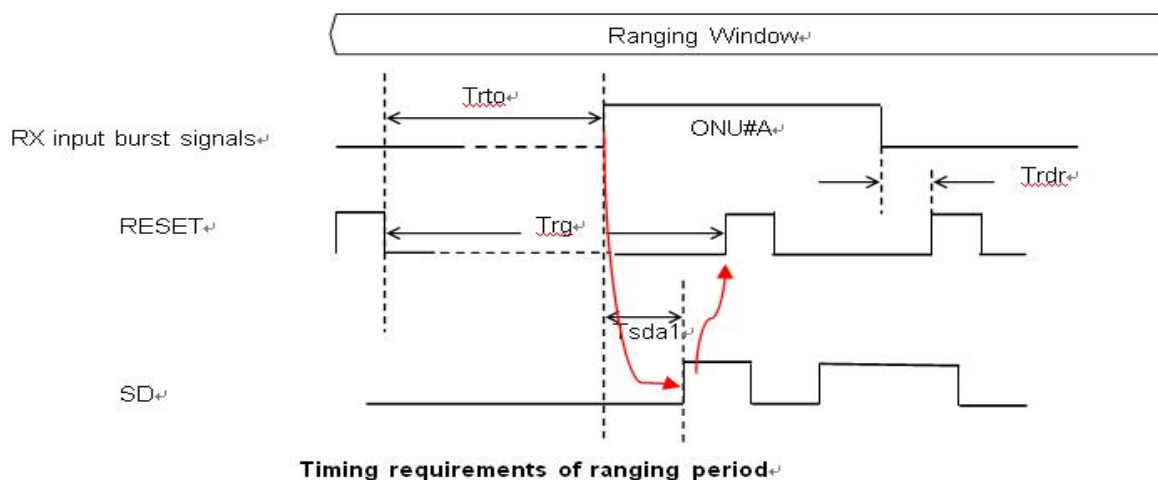 Ranging Window
Trto
RX input burst signals
ONU#A
Trdr
RESET
Trg
Tsda1
SD
Timing requirements of ranging period